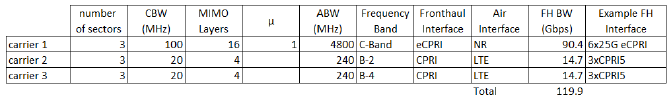 number of sectors CBW (MHz) MIMO Layers µ ABW (MHz) Frequency Band Fronthaul Interface Air Interface FH BW (Gbps) Example FH Interface
carrier 1 3 100 16 1 4800 C-Band eCPRI NR 90.4 6x25G eCPRI
carrier 2 3 20 4 240 B-2 CPRI LTE 14.7 3xCPRI5
carrier 3 3 20 4 240 B-4 CPRI LTE 14.7 3xCPRI5
Total 119.9